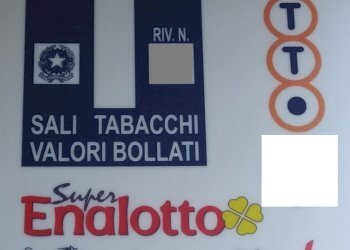 RIV. N.
T
T
SALI TABACCHI
VALORI BOLLATI
Super
Enalotto